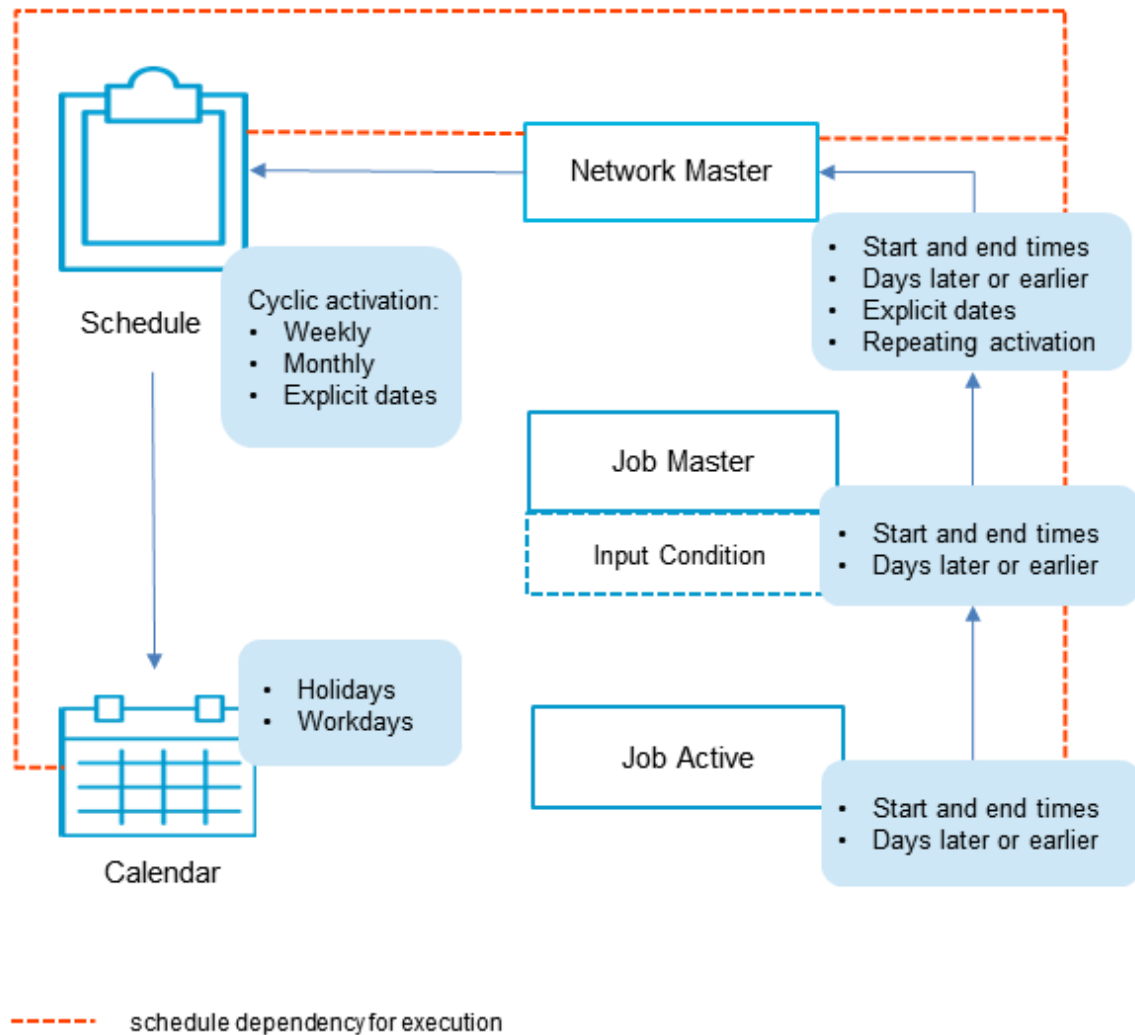 Network Master
• Start and end times
• Days later or earlier
• Explicit dates
• Repeating activation
Schedule
Cyclic activation:
• Weekly
• Monthly
• Explicit dates
Job Master
Input Condition
• Start and end times
• Days later or earlier
• Holidays
• Workdays
Job Active
• Start and end times
• Days later or earlier
Calendar
schedule dependency for execution